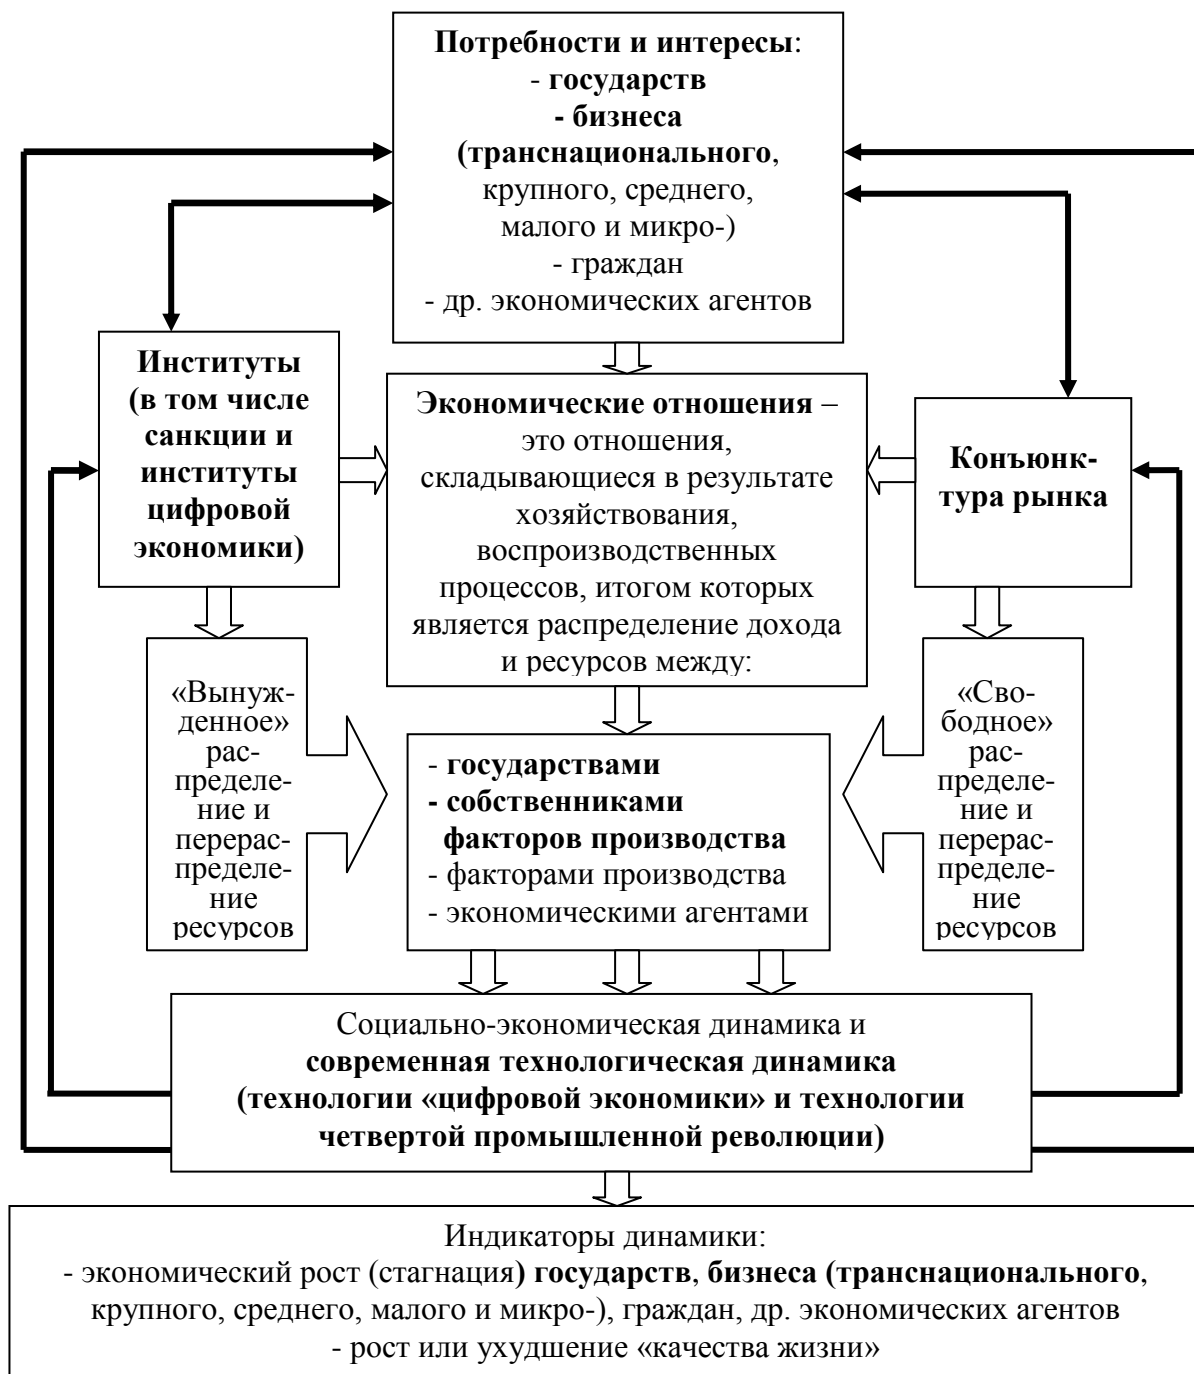 Потребности и интересы:
- государств
- бизнеса
(транснационального,
крупного, среднего,
малого и микро-)
- граждан
- др. экономических агентов
Институты
(в том числе
санкции и
институты
цифровой
экономики)
Экономические отношения –
это отношения,
складывающиеся в результате
хозяйствования,
воспроизводственных
процессов, итогом которых
является распределение дохода
и ресурсов между:
Конъюнк-
тура рынка
«Вынуж-
денное»
рас-
пределе-
ние и
перерас-
пределе-
ние
ресурсов
- государствами
- собственниками
факторов производства
- факторами производства
- экономическими агентами
«Сво-
бодное»
рас-
пределе-
ние и
перерас-
пределе-
ние
ресурсов
Социально-экономическая динамика и
современная технологическая динамика
(технологии «цифровой экономики» и технологии
четвертой промышленной революции)
Индикаторы динамики:
- экономический рост (стагнация) государств, бизнеса (транснационального,
крупного, среднего, малого и микро-), граждан, др. экономических агентов
- рост или ухудшение «качества жизни»